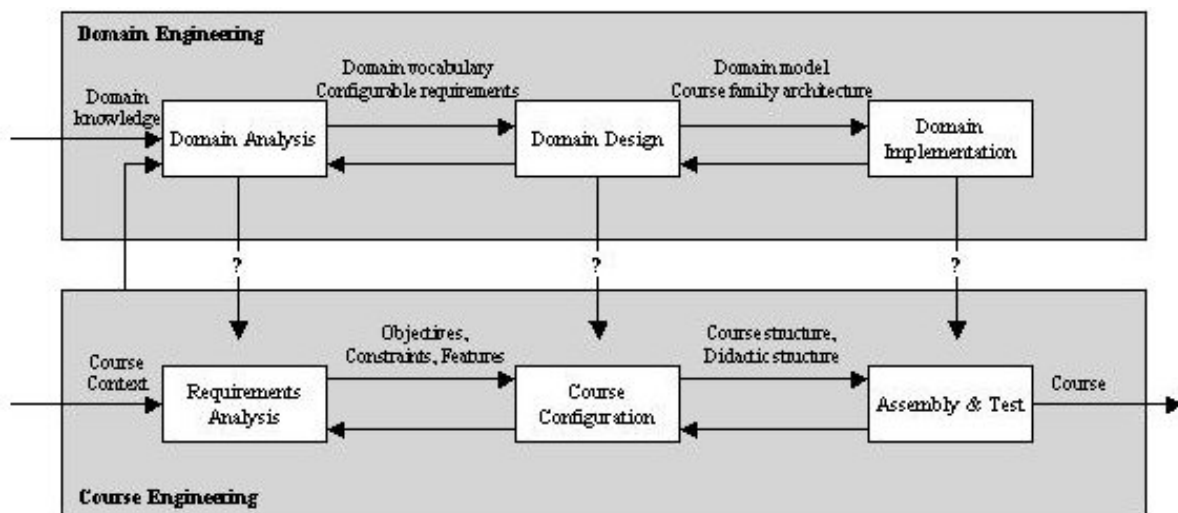 Domain Engineering
Domain
knowledge
Domain Analysis
Domain vocabulary
Configurable requirements
Domain Design
Domain model
Course family architecture
Domain
Implementation
?
?
?
Course
Context
Requirements
Analysis
Objectives,
Constraints, Features
Course
Configuration
Course structure,
Didactic structure
Assembly & Test
Course
Course Engineering